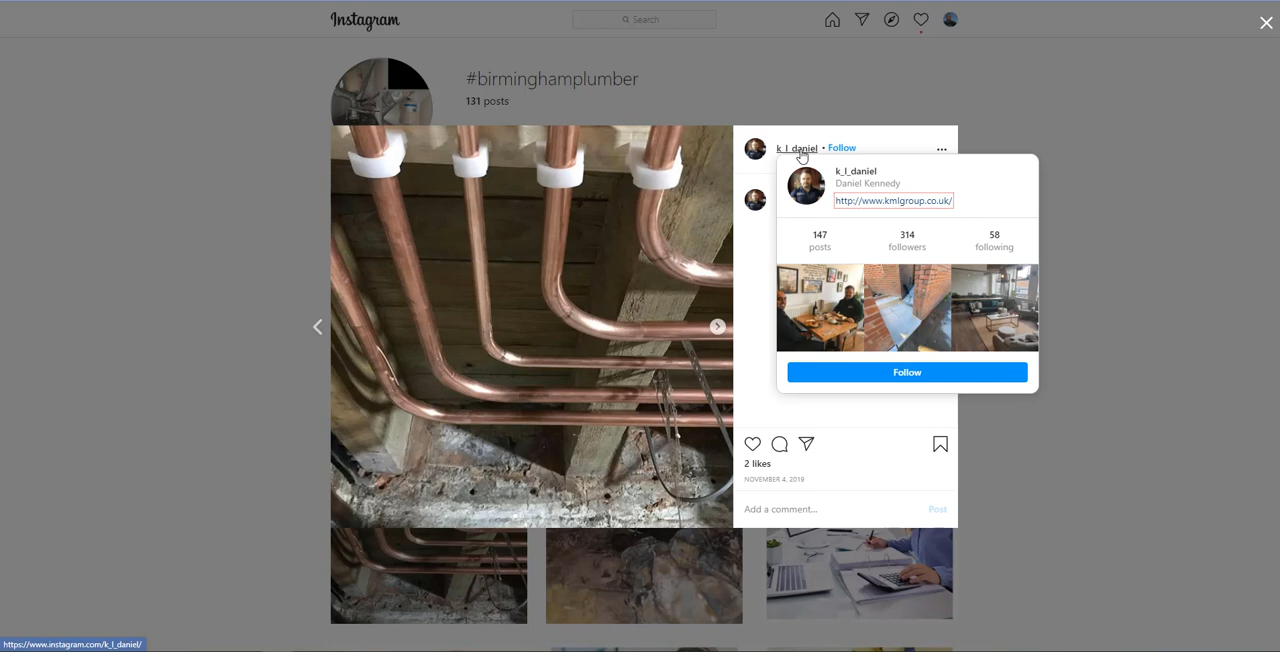 Instagram
Search
#birminghamplumber
131 posts
k_l_daniel • Follow
k_l_daniel
Daniel Kennedy
http://www.kmlgroup.co.uk/
147 314 58
posts followers following
Follow
2 likes
NOVEMBER 4, 2019
Add a comment... Post
https://www.instagram.com/k_l_daniel/